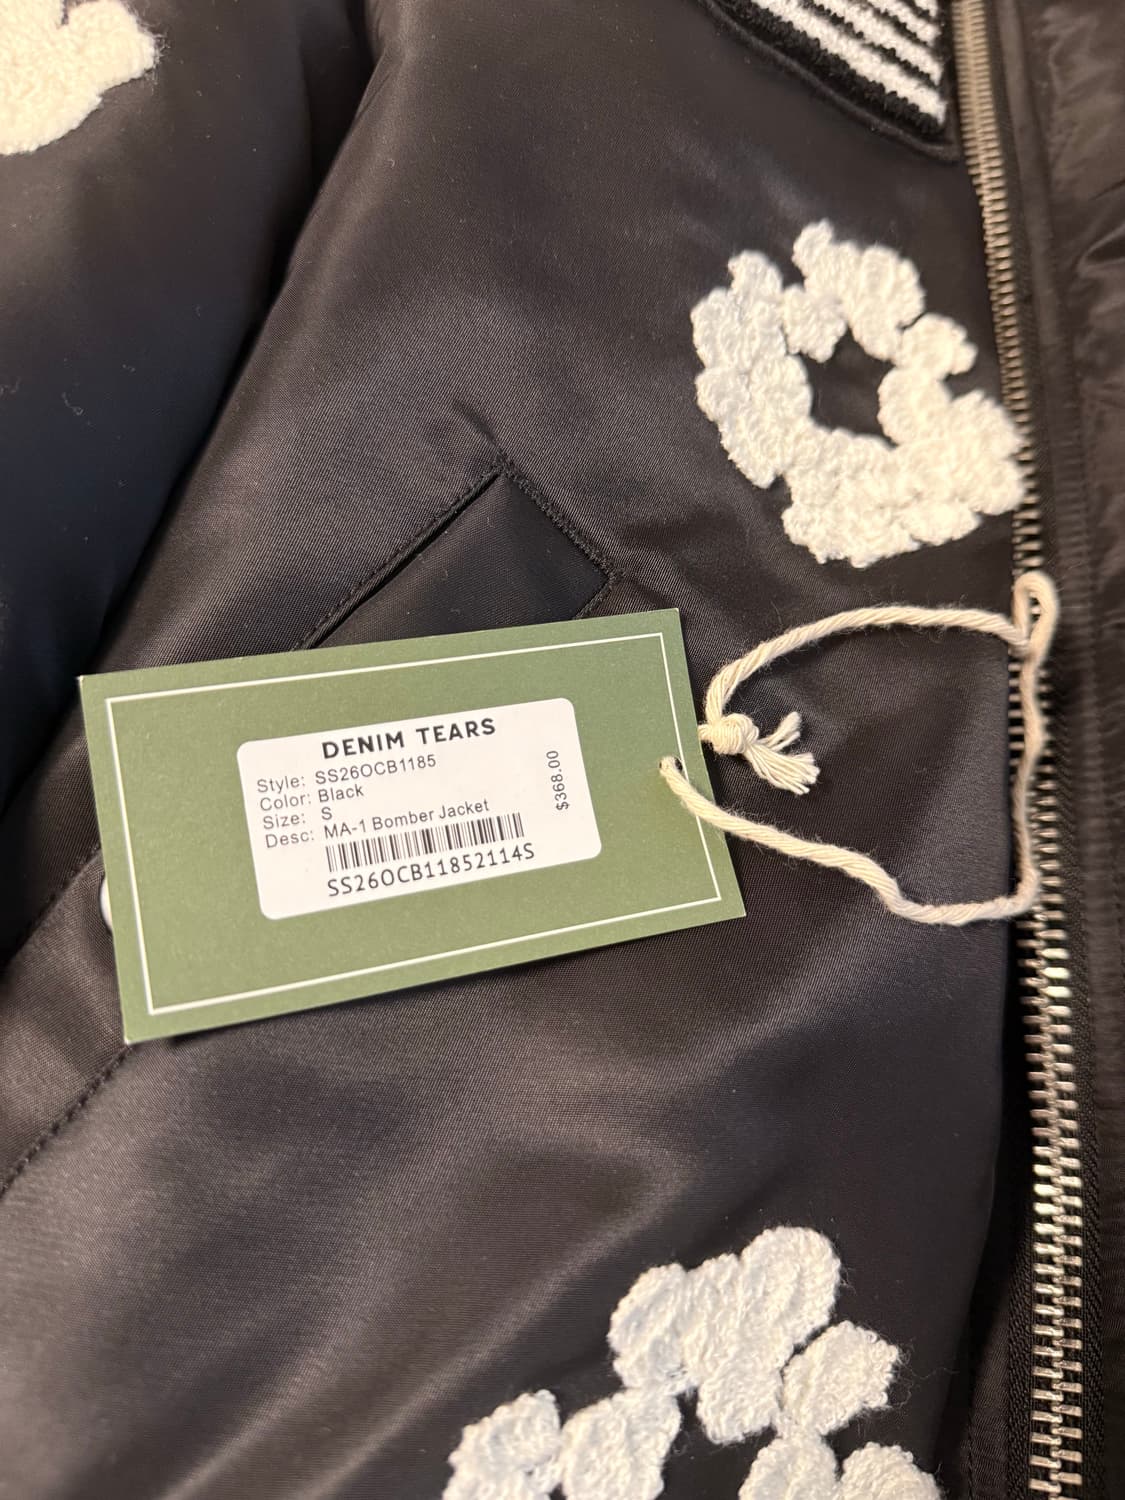 DENIM TEARS
Style: SS26OCB1185
Color: Black
Size: S
Desc: MA-1 Bomber Jacket
SS26OCB11852114S
$368.00